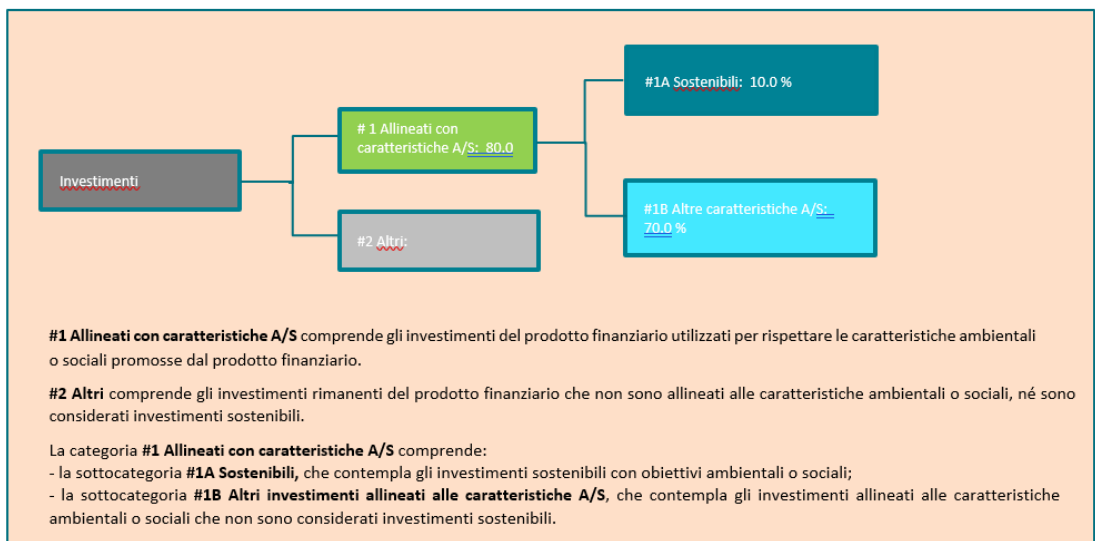 #1A Sostenibili: 10.0 %
# 1 Allineati con
caratteristiche A/S: 80.0
Investimenti
#1B Altre caratteristiche A/S:
70.0 %
#2 Altri:
#1 Allineati con caratteristiche A/S comprende gli investimenti del prodotto finanziario utilizzati per rispettare le caratteristiche ambientali
o sociali promosse dal prodotto finanziario.
#2 Altri comprende gli investimenti rimanenti del prodotto finanziario che non sono allineati alle caratteristiche ambientali o sociali, né sono
considerati investimenti sostenibili.
La categoria #1 Allineati con caratteristiche A/S comprende:
- la sottocategoria #1A Sostenibili, che contempla gli investimenti sostenibili con obiettivi ambientali o sociali;
- la sottocategoria #1B Altri investimenti allineati alle caratteristiche A/S, che contempla gli investimenti allineati alle caratteristiche
ambientali o sociali che non sono considerati investimenti sostenibili.